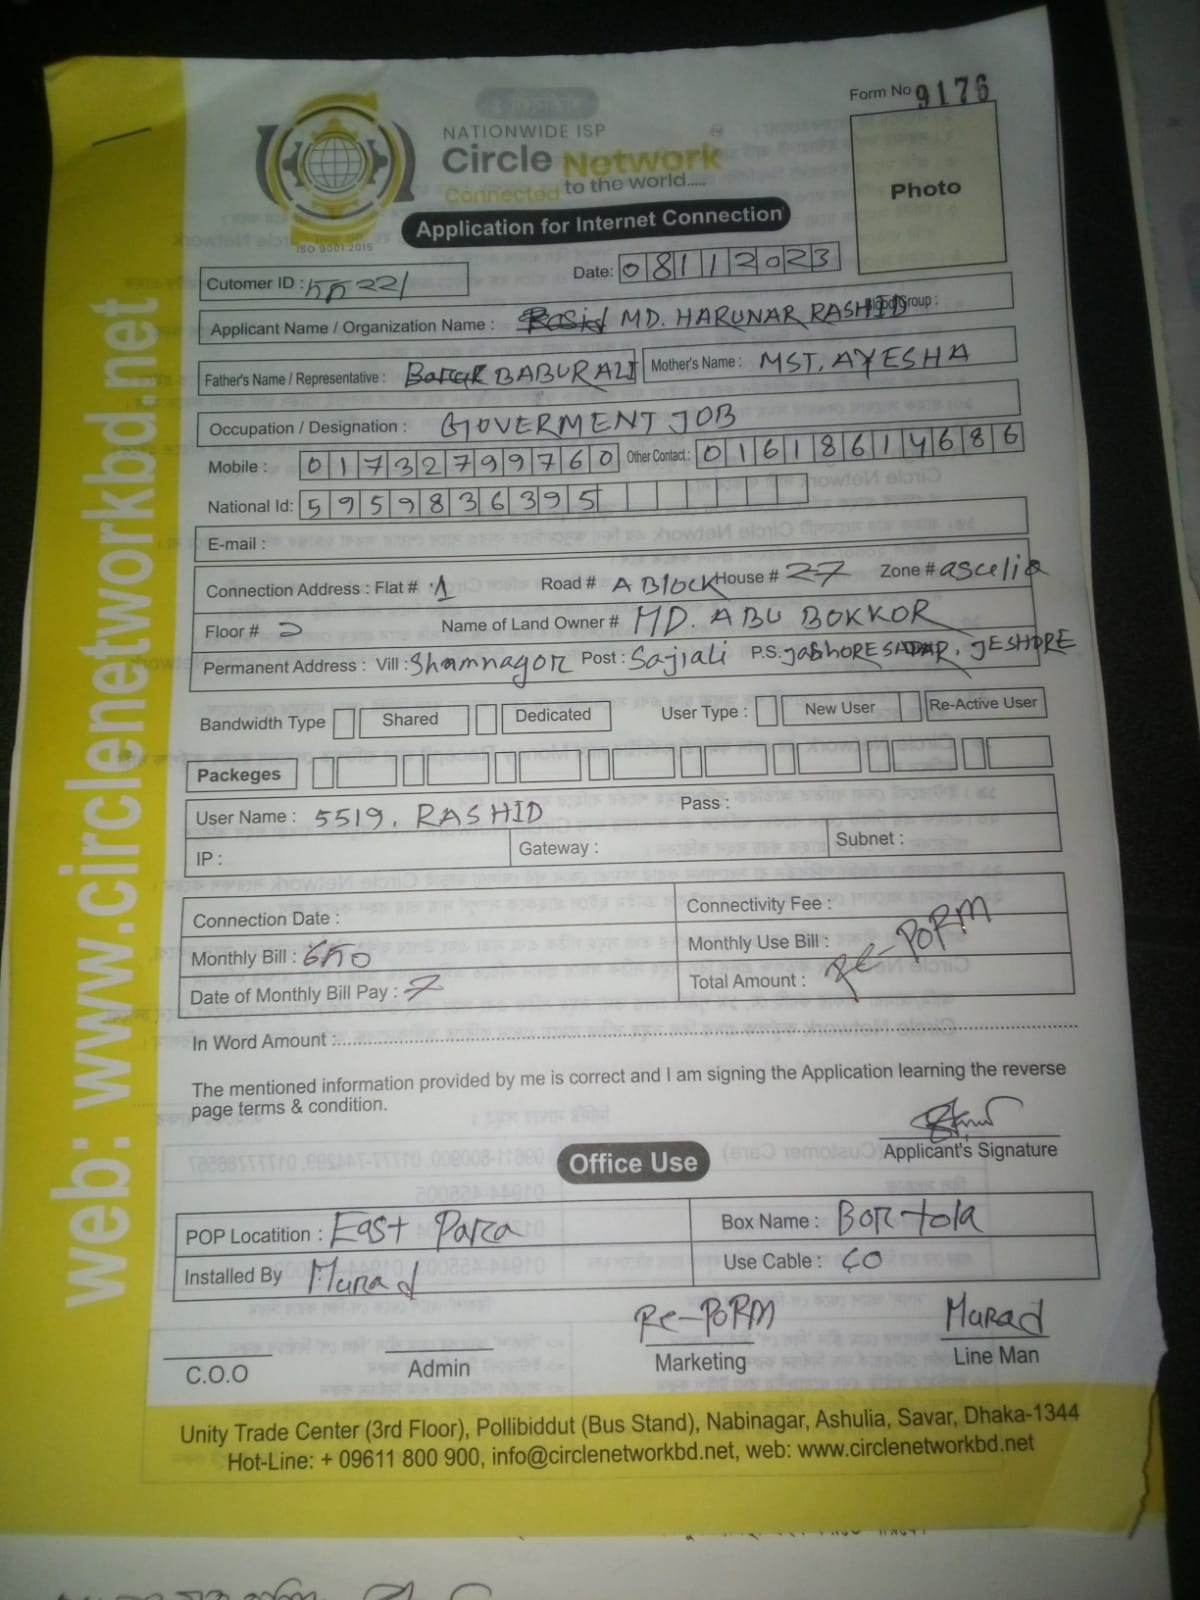 Form No 9176
NATIONWIDE ISP
Circle Network
Connected to the world.....
ISO 9001:2015
Application for Internet Connection
Photo
Cutomer ID :
Date: 08112023
Applicant Name / Organization Name : MD. HARUNAR RASHID Blood Group :
Father's Name / Representative : BABUR ALI Mother's Name : MST. AYESHA
Occupation / Designation : GOVERMENT JOB
Mobile : 01732799760 Other Contact : 01618614686
National Id: 5959836395
E-mail :
Connection Address : Flat # 1 Road # A Block House # 27 Zone # asculia
Floor # 2 Name of Land Owner # MD. ABU BOKKOR
Permanent Address : Vill : Shamnagor Post : Sajiali P.S. JESHORE
Bandwidth Type Shared Dedicated User Type : New User Re-Active User
Packeges
User Name : 5519. RASHID Pass :
IP : Gateway : Subnet :
Connection Date : Connectivity Fee :
Monthly Bill : Monthly Use Bill :
Date of Monthly Bill Pay : 7 Total Amount : Re-PORM
In Word Amount :
The mentioned information provided by me is correct and I am signing the Application learning the reverse
page terms & condition.
Applicant's Signature
Office Use
POP Locatition : East Para Box Name : Bortola
Installed By Murad Use Cable :
Re-PORM Murad
C.O.O Admin Marketing Line Man
Unity Trade Center (3rd Floor), Pollibiddut (Bus Stand), Nabinagar, Ashulia, Savar, Dhaka-1344
Hot-Line: + 09611 800 900, info@circlenetworkbd.net, web: www.circlenetworkbd.net
web: www.circlenetworkbd.net